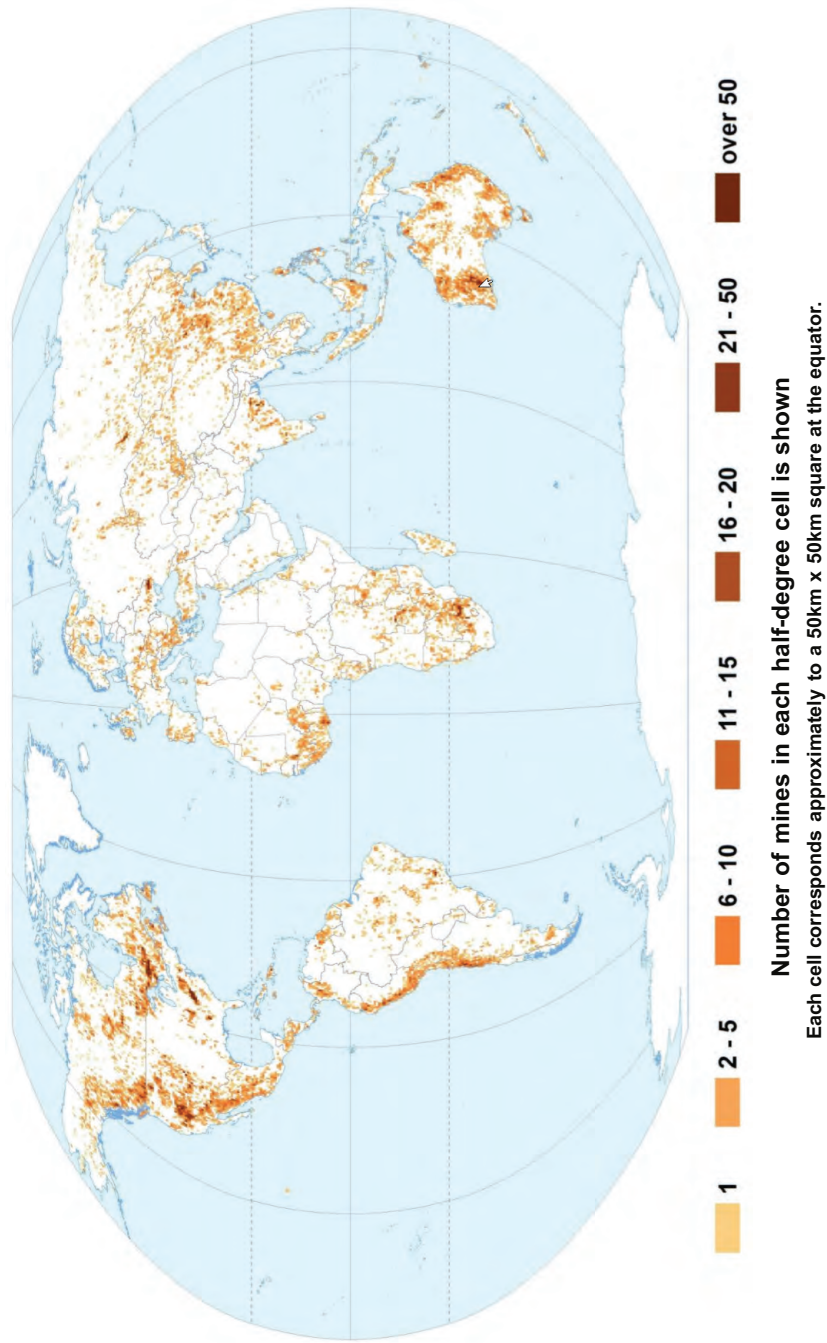 1
2 - 5
6 - 10
11 - 15
16 - 20
21 - 50
over 50
Number of mines in each half-degree cell is shown
Each cell corresponds approximately to a 50km x 50km square at the equator.